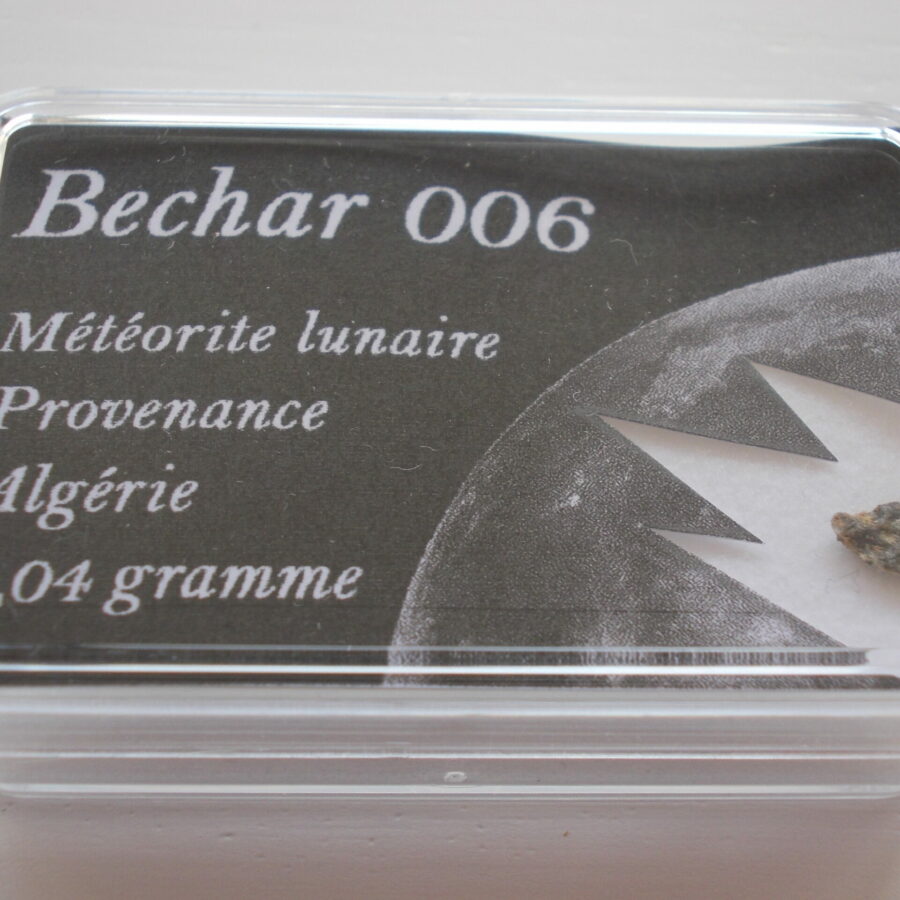 Bechar 006
Météorite lunaire
Provenance
Algérie
,04 gramme